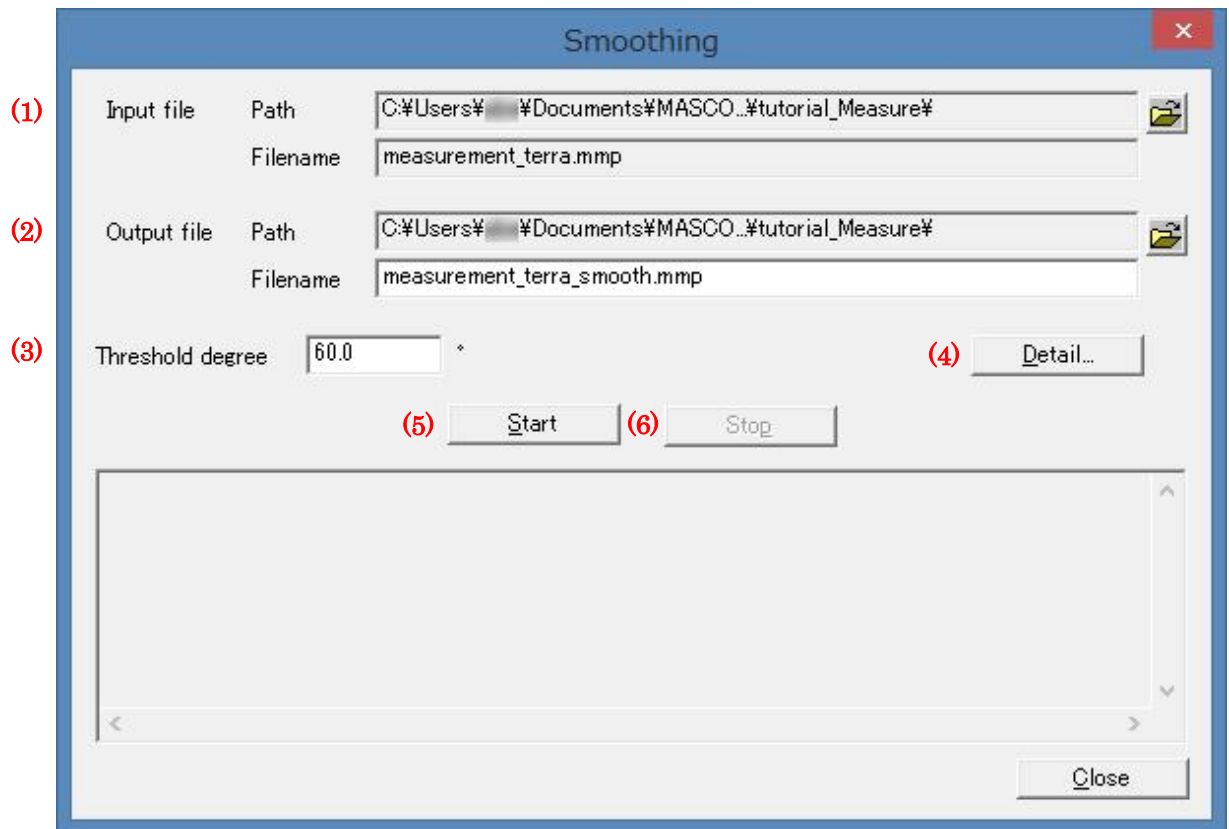 Smoothing
(1) Input file Path C:¥Users¥ ¥Documents¥MASCO...¥tutorial_Measure¥
Filename measurement_terra.mmp
(2) Output file Path C:¥Users¥ ¥Documents¥MASCO...¥tutorial_Measure¥
Filename measurement_terra_smooth.mmp
(3) Threshold degree 60.0 ° (4) Detail...
(5) Start (6) Stop
Close